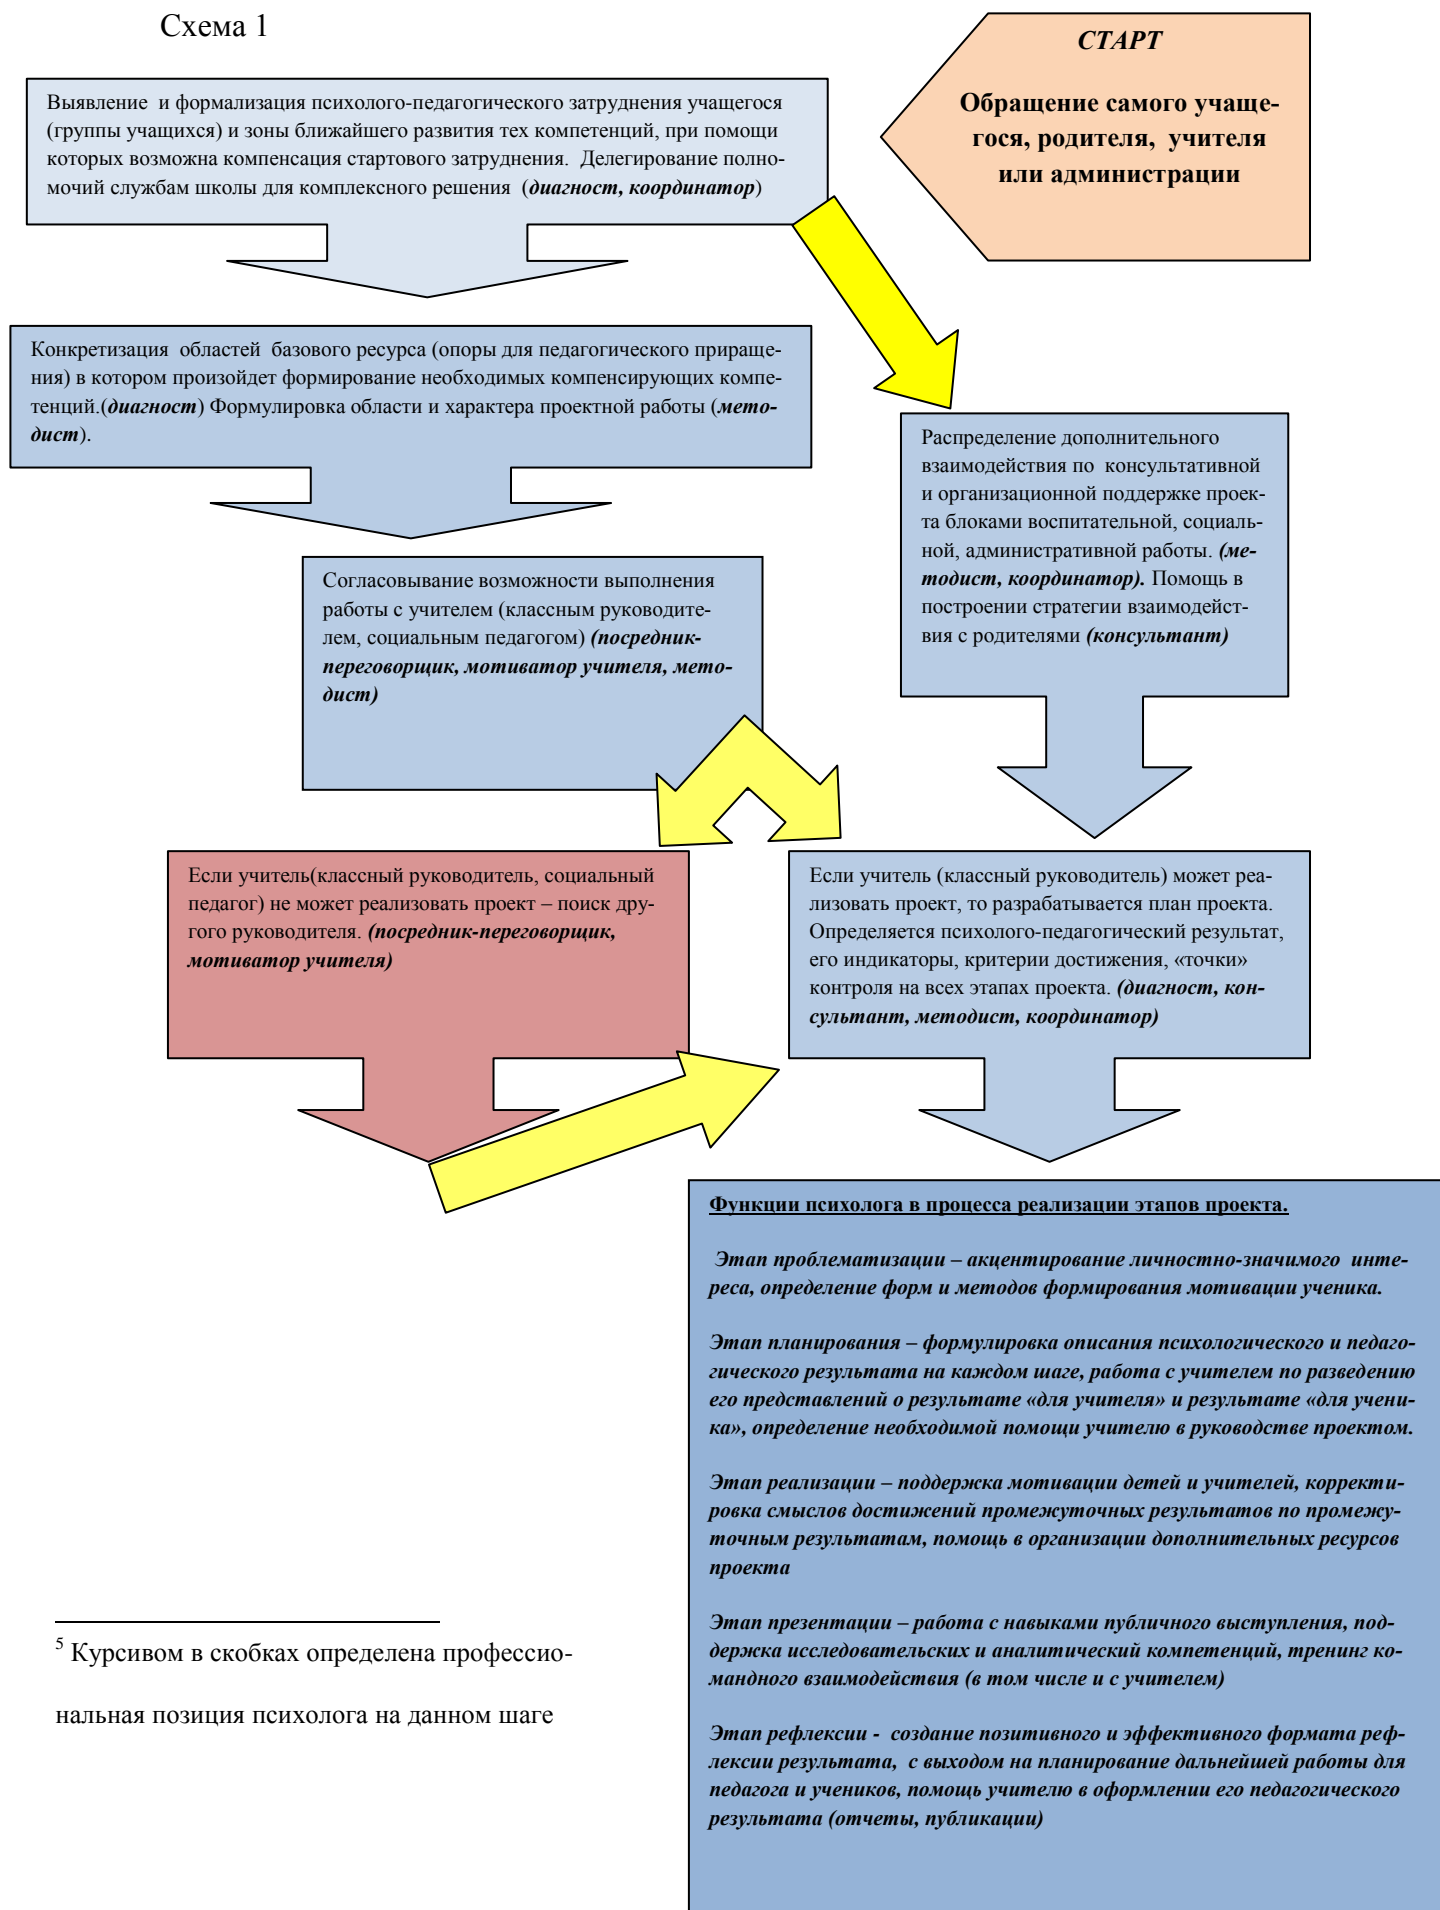 Схема 1
СТАРТ
Обращение самого учаще-
гося, родителя, учителя
или администрации
Выявление и формализация психолого-педагогического затруднения учащегося
(группы учащихся) и зоны ближайшего развития тех компетенций, при помощи
которых возможна компенсация стартового затруднения. Делегирование полно-
мочий службам школы для комплексного решения (диагност, координатор)
Конкретизация областей базового ресурса (опоры для педагогического прираще-
ния) в котором произойдет формирование необходимых компенсирующих компе-
тенций.(диагност) Формулировка области и характера проектной работы (мето-
дист).
Распределение дополнительного
взаимодействия по консультативной
и организационной поддержке проек-
та блоками воспитательной, социаль-
ной, административной работы. (ме-
тодист, координатор). Помощь в
построении стратегии взаимодейст-
вия с родителями (консультант)
Согласовывание возможности выполнения
работы с учителем (классным руководите-
лем, социальным педагогом) (посредник-
переговорщик, мотиватор учителя, мето-
дист)
Если учитель(классный руководитель, социальный
педагог) не может реализовать проект – поиск дру-
гого руководителя. (посредник-переговорщик,
мотиватор учителя)
Если учитель (классный руководитель) может реа-
лизовать проект, то разрабатывается план проекта.
Определяется психолого-педагогический результат,
его индикаторы, критерии достижения, «точки»
контроля на всех этапах проекта. (диагност, кон-
сультант, методист, координатор)
Функции психолога в процесса реализации этапов проекта.
Этап проблематизации – акцентирование личностно-значимого инте-
реса, определение форм и методов формирования мотивации ученика.
Этап планирования – формулировка описания психологического и педаго-
гического результата на каждом шаге, работа с учителем по разведению
его представлений о результате «для учителя» и результате «для учени-
ка», определение необходимой помощи учителю в руководстве проектом.
Этап реализации – поддержка мотивации детей и учителей, корректи-
ровка смыслов достижений промежуточных результатов по промежу-
точным результатам, помощь в организации дополнительных ресурсов
проекта
Этап презентации – работа с навыками публичного выступления, под-
держка исследовательских и аналитический компетенций, тренинг ко-
мандного взаимодействия (в том числе и с учителем)
Этап рефлексии - создание позитивного и эффективного формата реф-
лексии результата, с выходом на планирование дальнейшей работы для
педагога и учеников, помощь учителю в оформлении его педагогического
результата (отчеты, публикации)
5 Курсивом в скобках определена профессио-
нальная позиция психолога на данном шаге